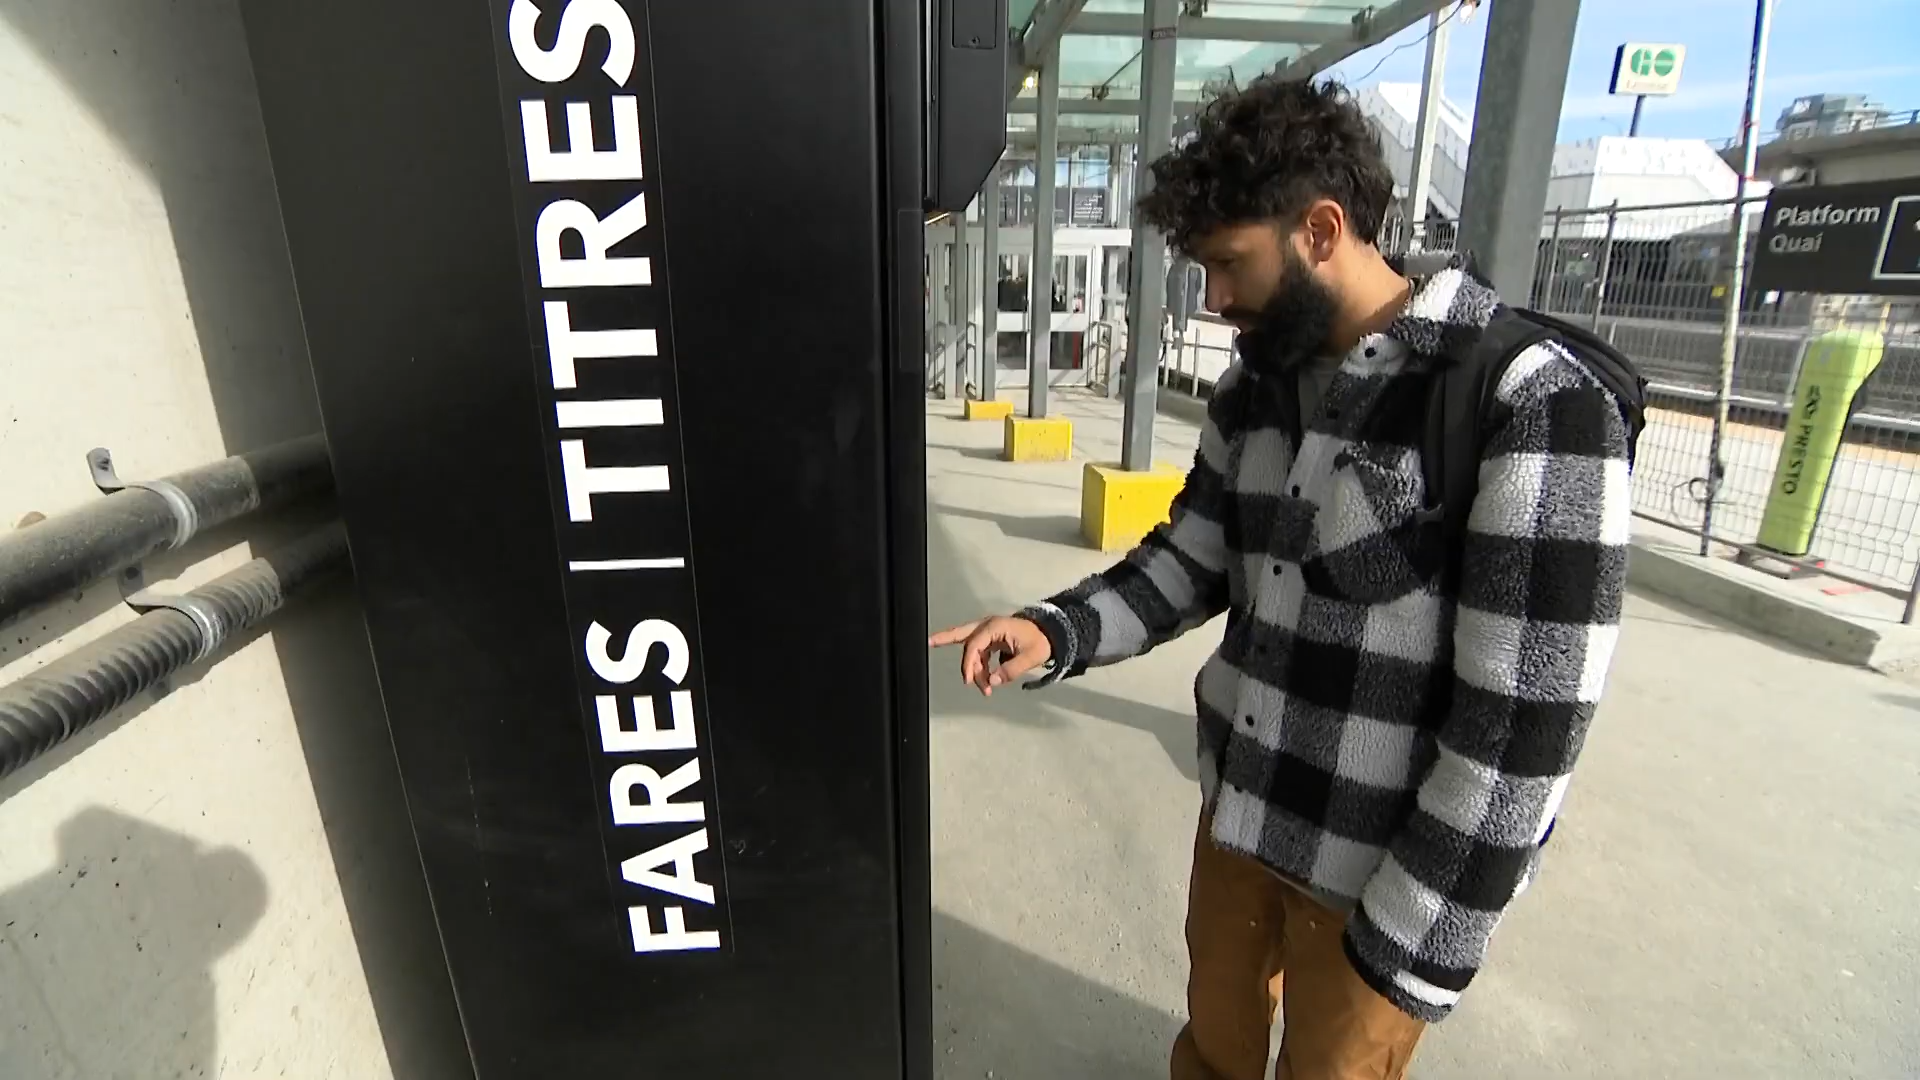 FARES | TITRES
GO
Platform
Quai
PRESTO